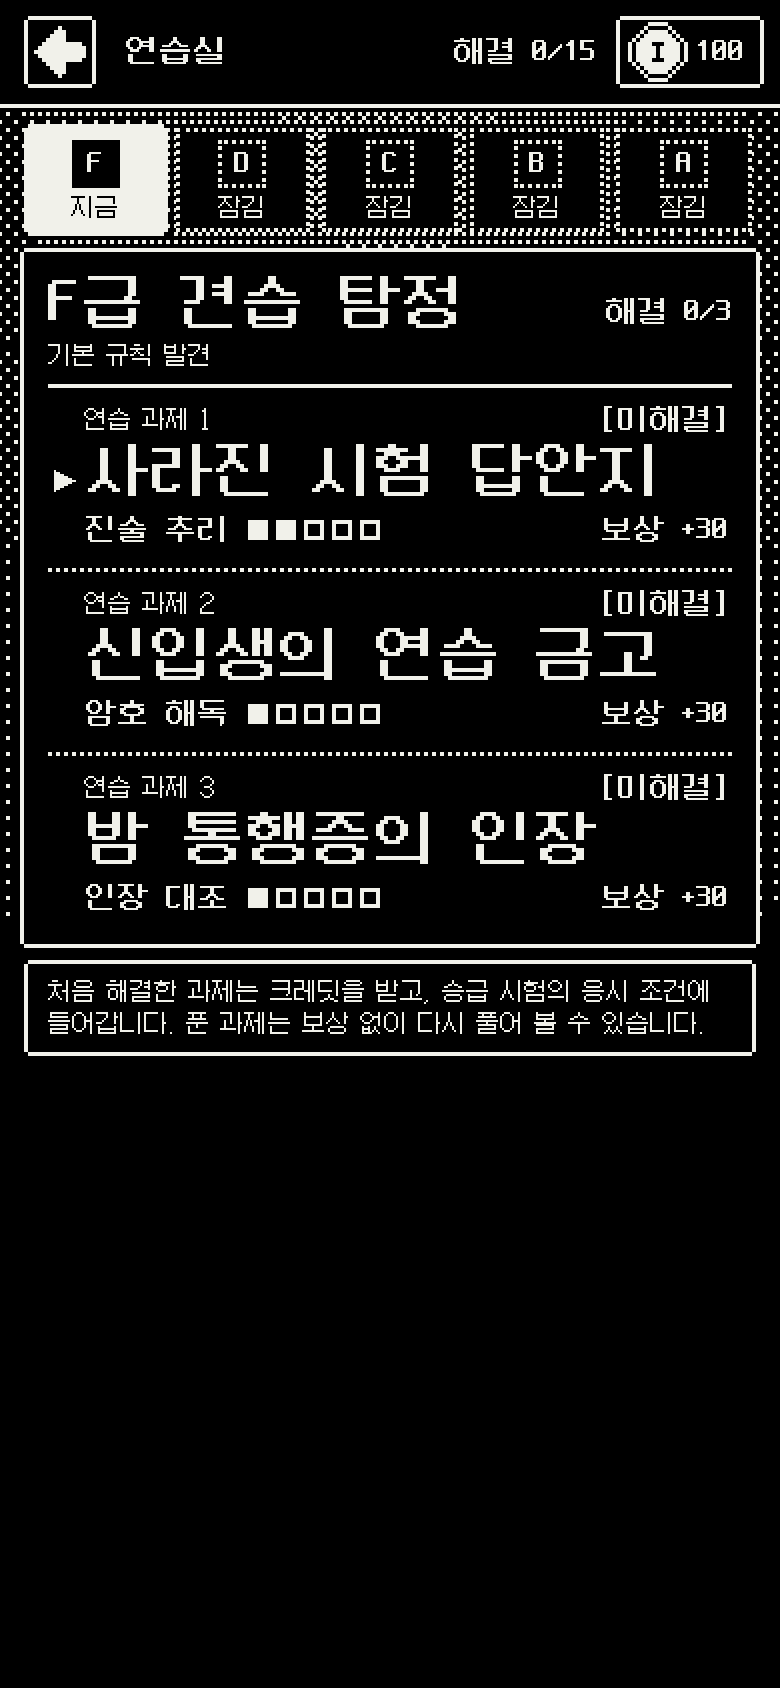 연습실
해결 0/15
I 100
F
지금
D
잠김
C
잠김
B
잠김
A
잠김
F급 견습 탐정
해결 0/3
기본 규칙 발견
연습 과제 1
[미해결]
▶사라진 시험 답안지
진술 추리 ■■□□□
보상 +30
연습 과제 2
[미해결]
신입생의 연습 금고
암호 해독 ■□□□□
보상 +30
연습 과제 3
[미해결]
밤 통행증의 인장
인장 대조 ■□□□□
보상 +30
처음 해결한 과제는 크레딧을 받고, 승급 시험의 응시 조건에
들어갑니다. 푼 과제는 보상 없이 다시 풀어 볼 수 있습니다.